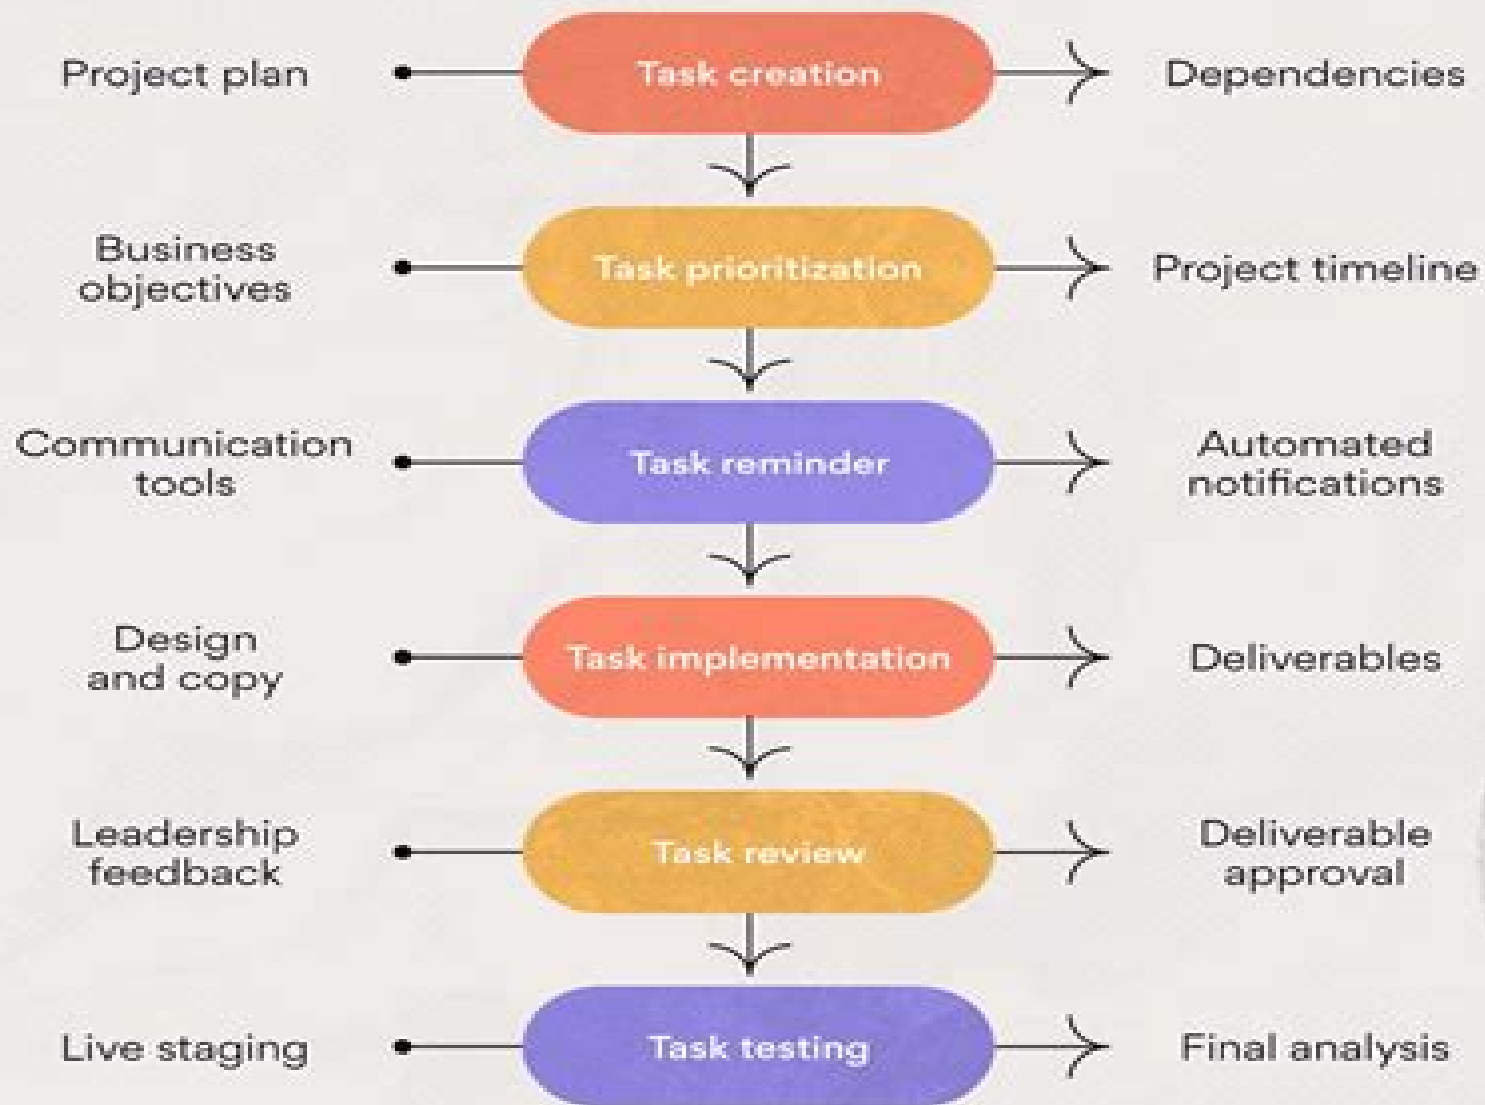 Project plan
Task creation
Dependencies
Business
objectives
Task prioritization
Project timeline
Communication
tools
Task reminder
Automated
notifications
Design
and copy
Task implementation
Deliverables
Leadership
feedback
Task review
Deliverable
approval
Live staging
Task testing
Final analysis